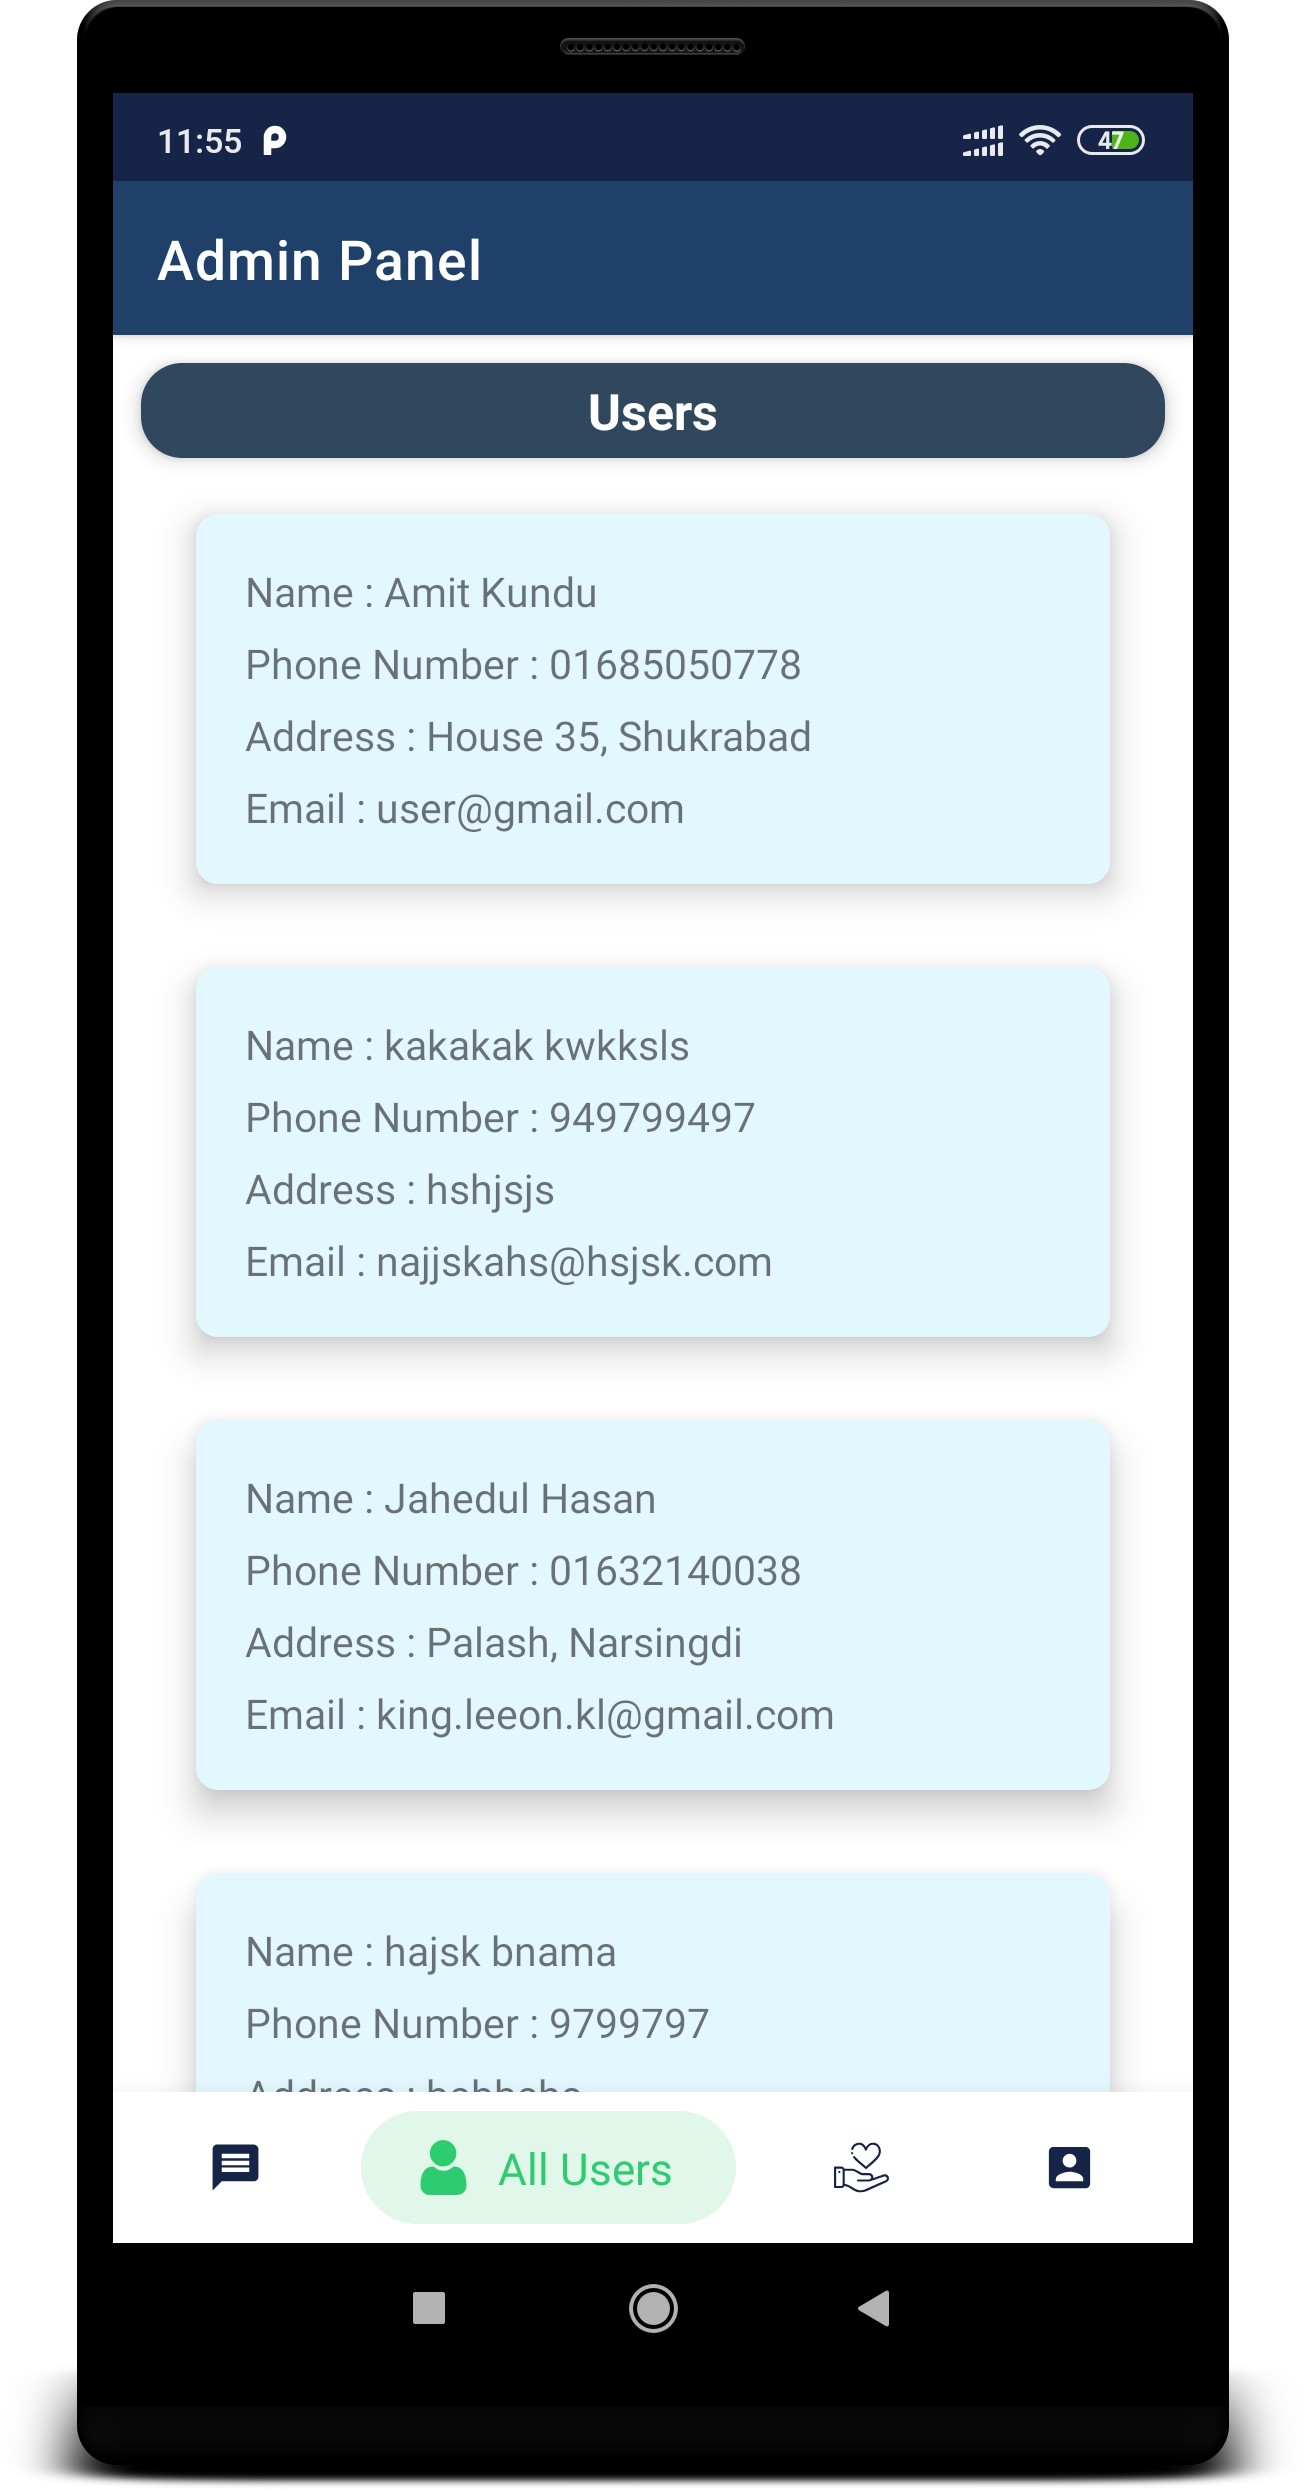 11:55
47
Admin Panel
Users
Name : Amit Kundu
Phone Number : 01685050778
Address : House 35, Shukrabad
Email : user@gmail.com
Name : kakakak kwkksls
Phone Number : 949799497
Address : hshjsjs
Email : najjskahs@hsjsk.com
Name : Jahedul Hasan
Phone Number : 01632140038
Address : Palash, Narsingdi
Email : king.leeon.kl@gmail.com
Name : hajsk bnama
Phone Number : 9799797
Address :
All Users